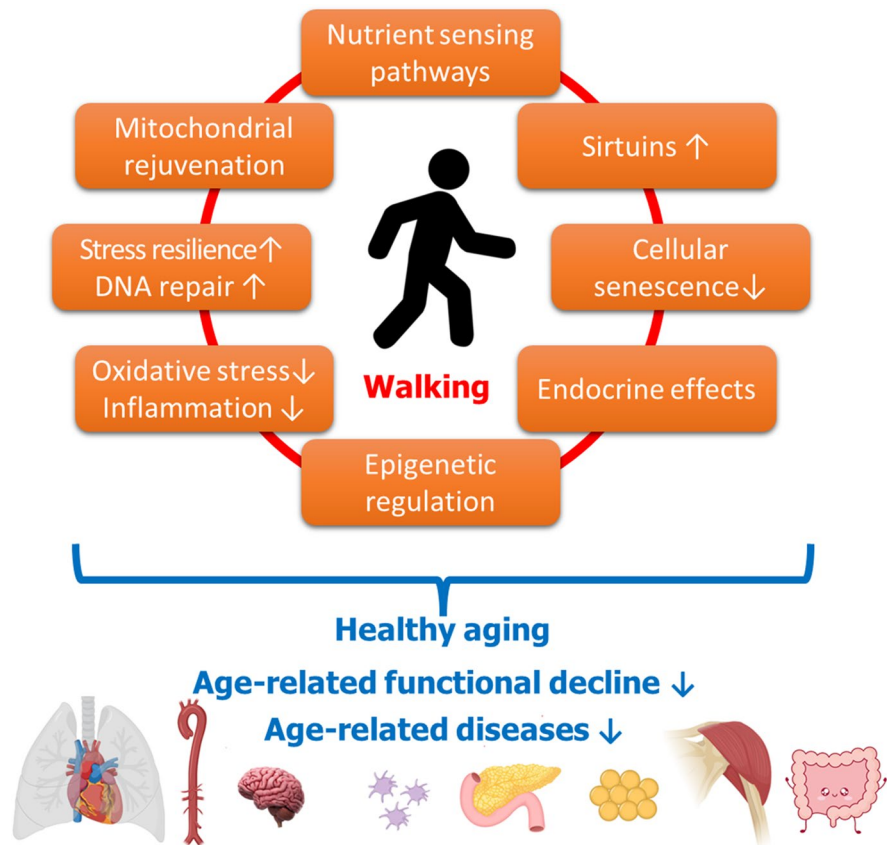 Nutrient sensing
pathways
Mitochondrial
rejuvenation
Sirtuins ↑
Stress resilience↑
DNA repair ↑
Cellular
senescence↓
Oxidative stress↓
Inflammation ↓
Walking
Endocrine effects
Epigenetic
regulation
Healthy aging
Age-related functional decline ↓
Age-related diseases ↓